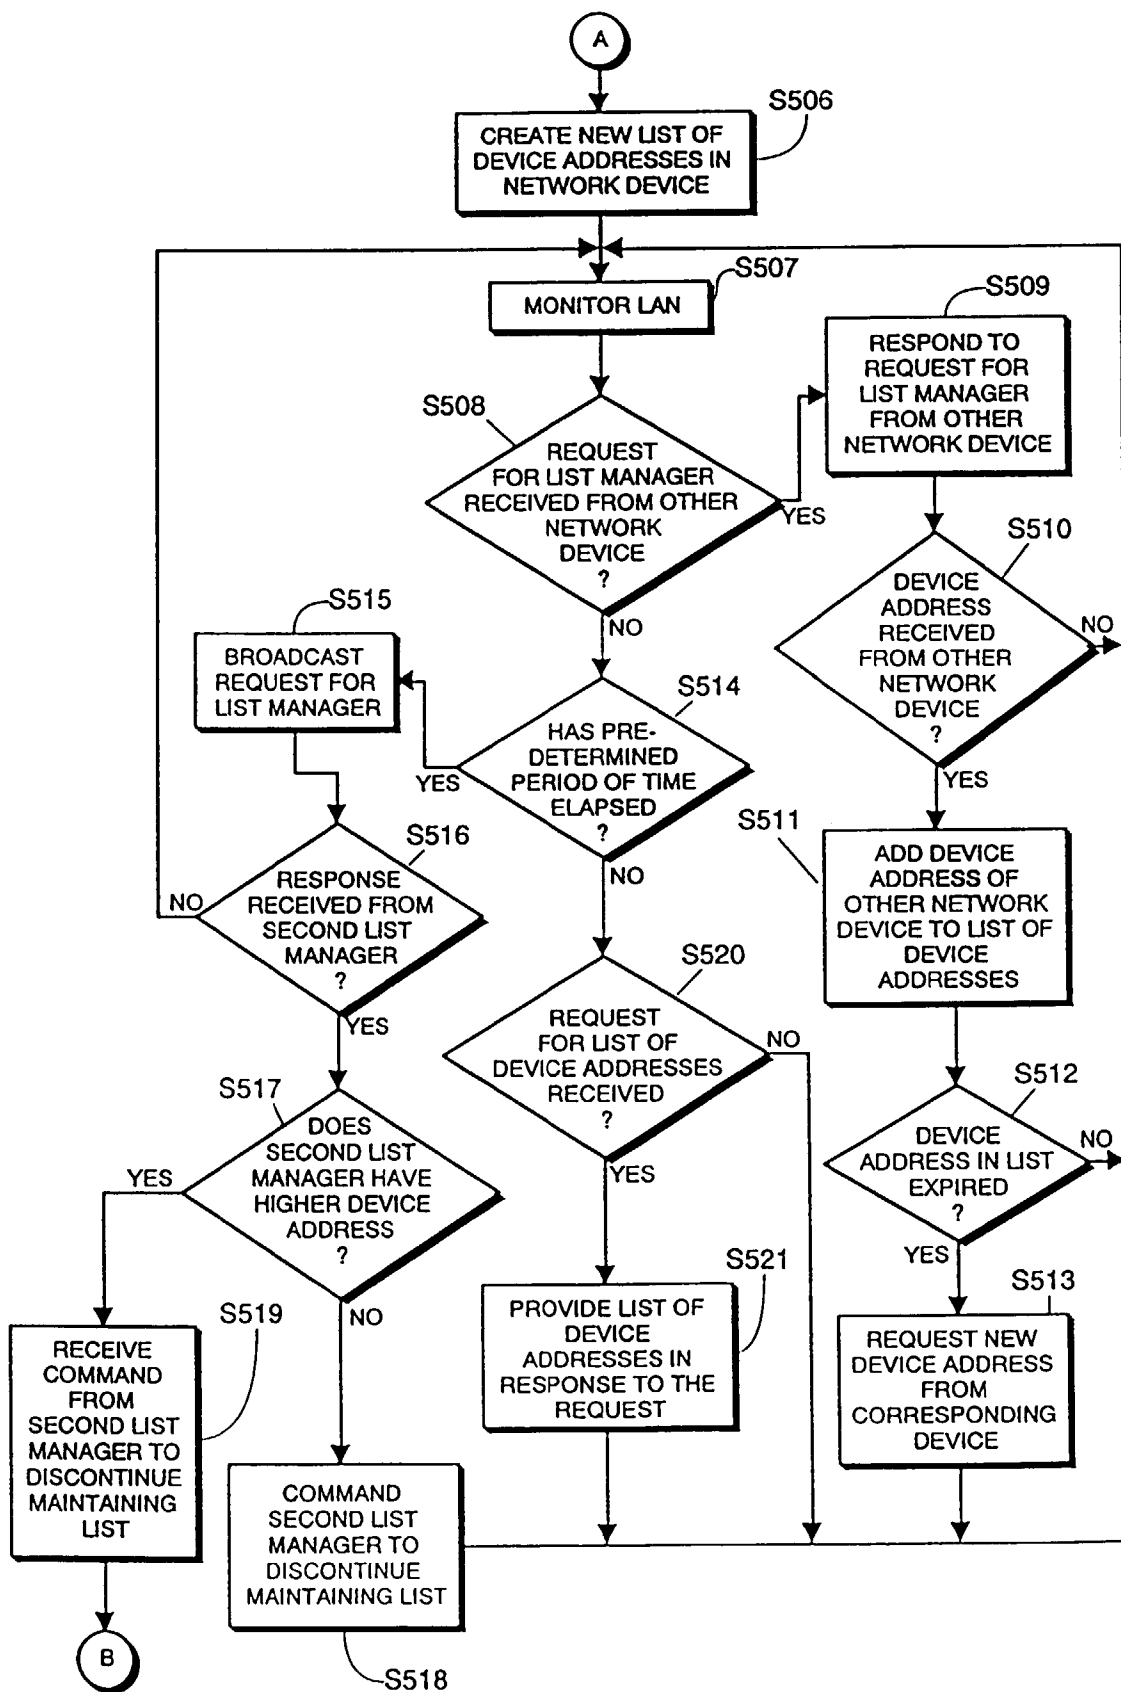 A
S506
CREATE NEW LIST OF
DEVICE ADDRESSES IN
NETWORK DEVICE
S507
MONITOR LAN
S509
RESPOND TO
REQUEST FOR
LIST MANAGER
FROM OTHER
NETWORK DEVICE
S508
REQUEST
FOR LIST MANAGER
RECEIVED FROM OTHER
NETWORK
DEVICE
?
YES
NO
S510
DEVICE
ADDRESS
RECEIVED
FROM OTHER
NETWORK
DEVICE
?
NO
YES
S515
BROADCAST
REQUEST FOR
LIST MANAGER
S514
HAS PRE-
DETERMINED
PERIOD OF TIME
ELAPSED
?
YES
NO
S511
ADD DEVICE
ADDRESS OF
OTHER NETWORK
DEVICE TO LIST OF
DEVICE
ADDRESSES
S516
RESPONSE
RECEIVED FROM
SECOND LIST
MANAGER
?
NO
YES
S520
REQUEST
FOR LIST OF
DEVICE ADDRESSES
RECEIVED
?
NO
YES
S512
DEVICE
ADDRESS IN LIST
EXPIRED
?
NO
YES
S517
DOES
SECOND LIST
MANAGER HAVE
HIGHER DEVICE
ADDRESS
?
YES
NO
S521
PROVIDE LIST OF
DEVICE
ADDRESSES IN
RESPONSE TO THE
REQUEST
S513
REQUEST NEW
DEVICE ADDRESS
FROM
CORRESPONDING
DEVICE
S519
RECEIVE
COMMAND
FROM
SECOND LIST
MANAGER TO
DISCONTINUE
MAINTAINING
LIST
COMMAND
SECOND LIST
MANAGER TO
DISCONTINUE
MAINTAINING LIST
S518
B